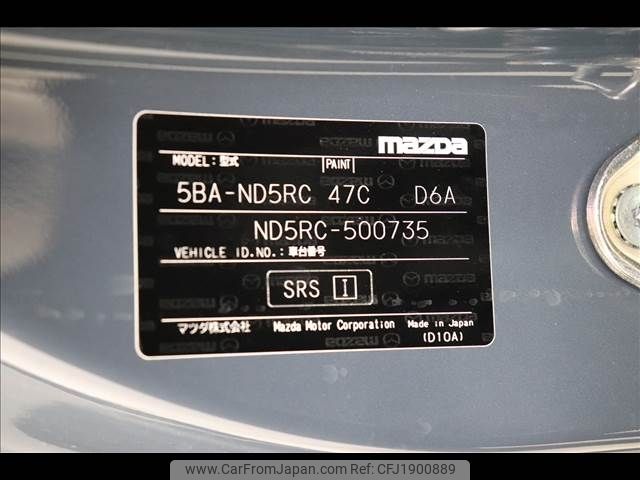 mazda
MODEL: 型式 PAINT
5BA-ND5RC 47C D6A
ND5RC-500735
VEHICLE ID.NO.: 車台番号
SRS I
マツダ株式会社 Mazda Motor Corporation Made in Japan
(D10A)
www.CarFromJapan.com ID: CFJ1900889